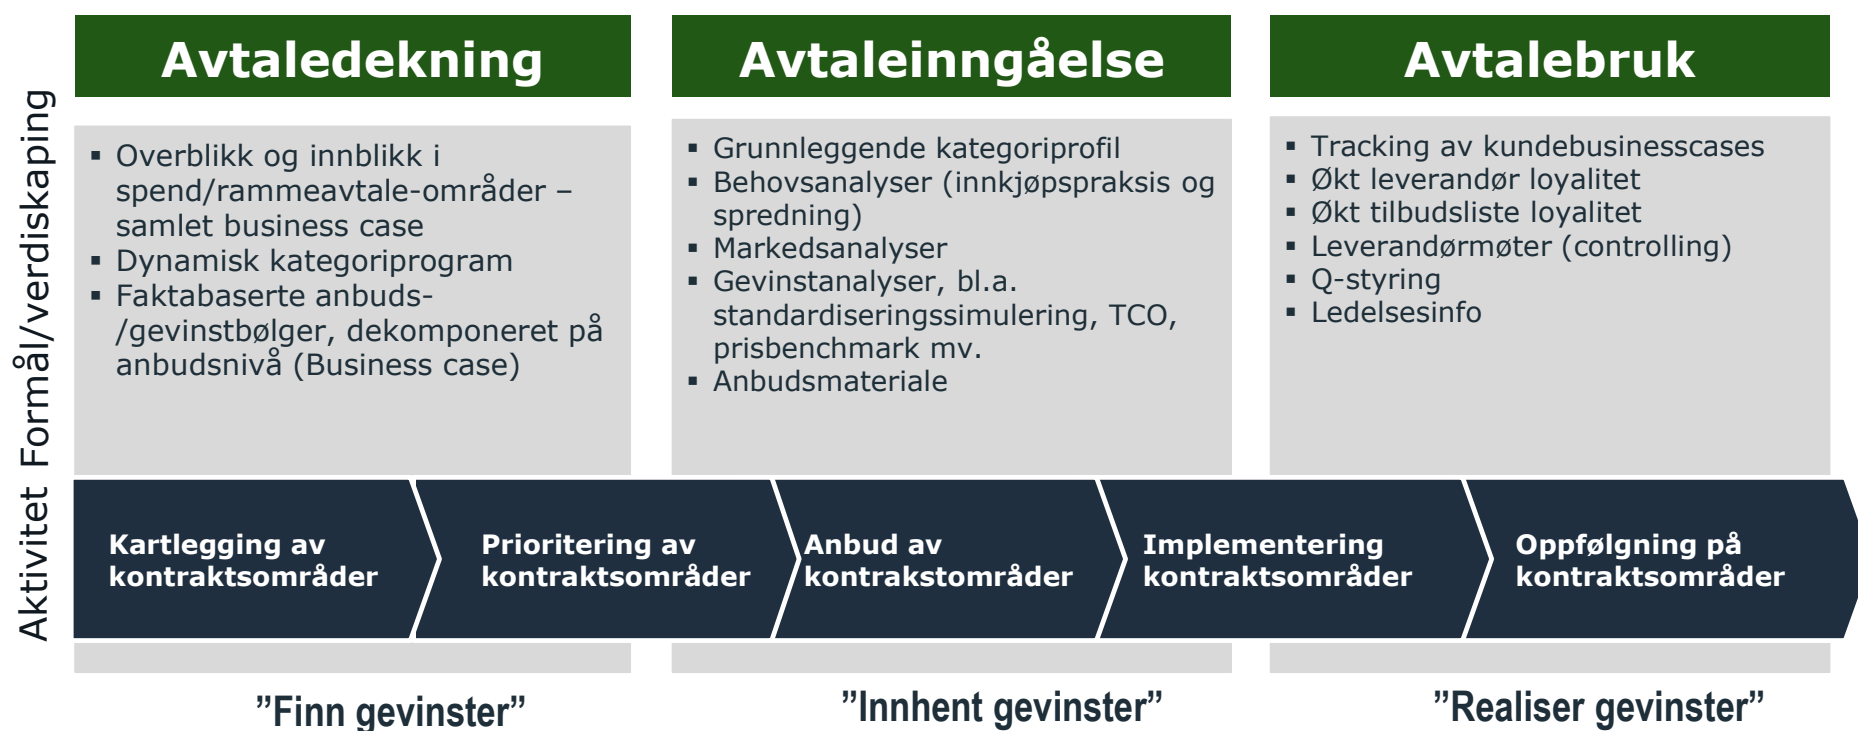 Avtaledekning
▪ Overblikk og innblikk i
spend/rammeavtale-områder –
samlet business case
▪ Dynamisk kategoriprogram
▪ Faktabaserte anbuds-
/gevinstbølger, dekomponeret på
anbudsnivå (Business case)
Avtaleinngåelse
▪ Grunnleggende kategoriprofil
▪ Behovsanalyser (innkjøpspraksis og
spredning)
▪ Markedsanalyser
▪ Gevinstanalyser, bl.a.
standardiseringssimulering, TCO,
prisbenchmark mv.
▪ Anbudsmateriale
Avtalebruk
▪ Tracking av kundebusinesscases
▪ Økt leverandør loyalitet
▪ Økt tilbudsliste loyalitet
▪ Leverandørmøter (controlling)
▪ Q-styring
▪ Ledelsesinfo
Aktivitet Formål/verdiskaping
Kartlegging av
kontraktsområder
Prioritering av
kontraktsområder
Anbud av
kontrakstområder
Implementering
kontraktsområder
Oppfølgning på
kontraktsområder
”Finn gevinster”
”Innhent gevinster”
”Realiser gevinster”